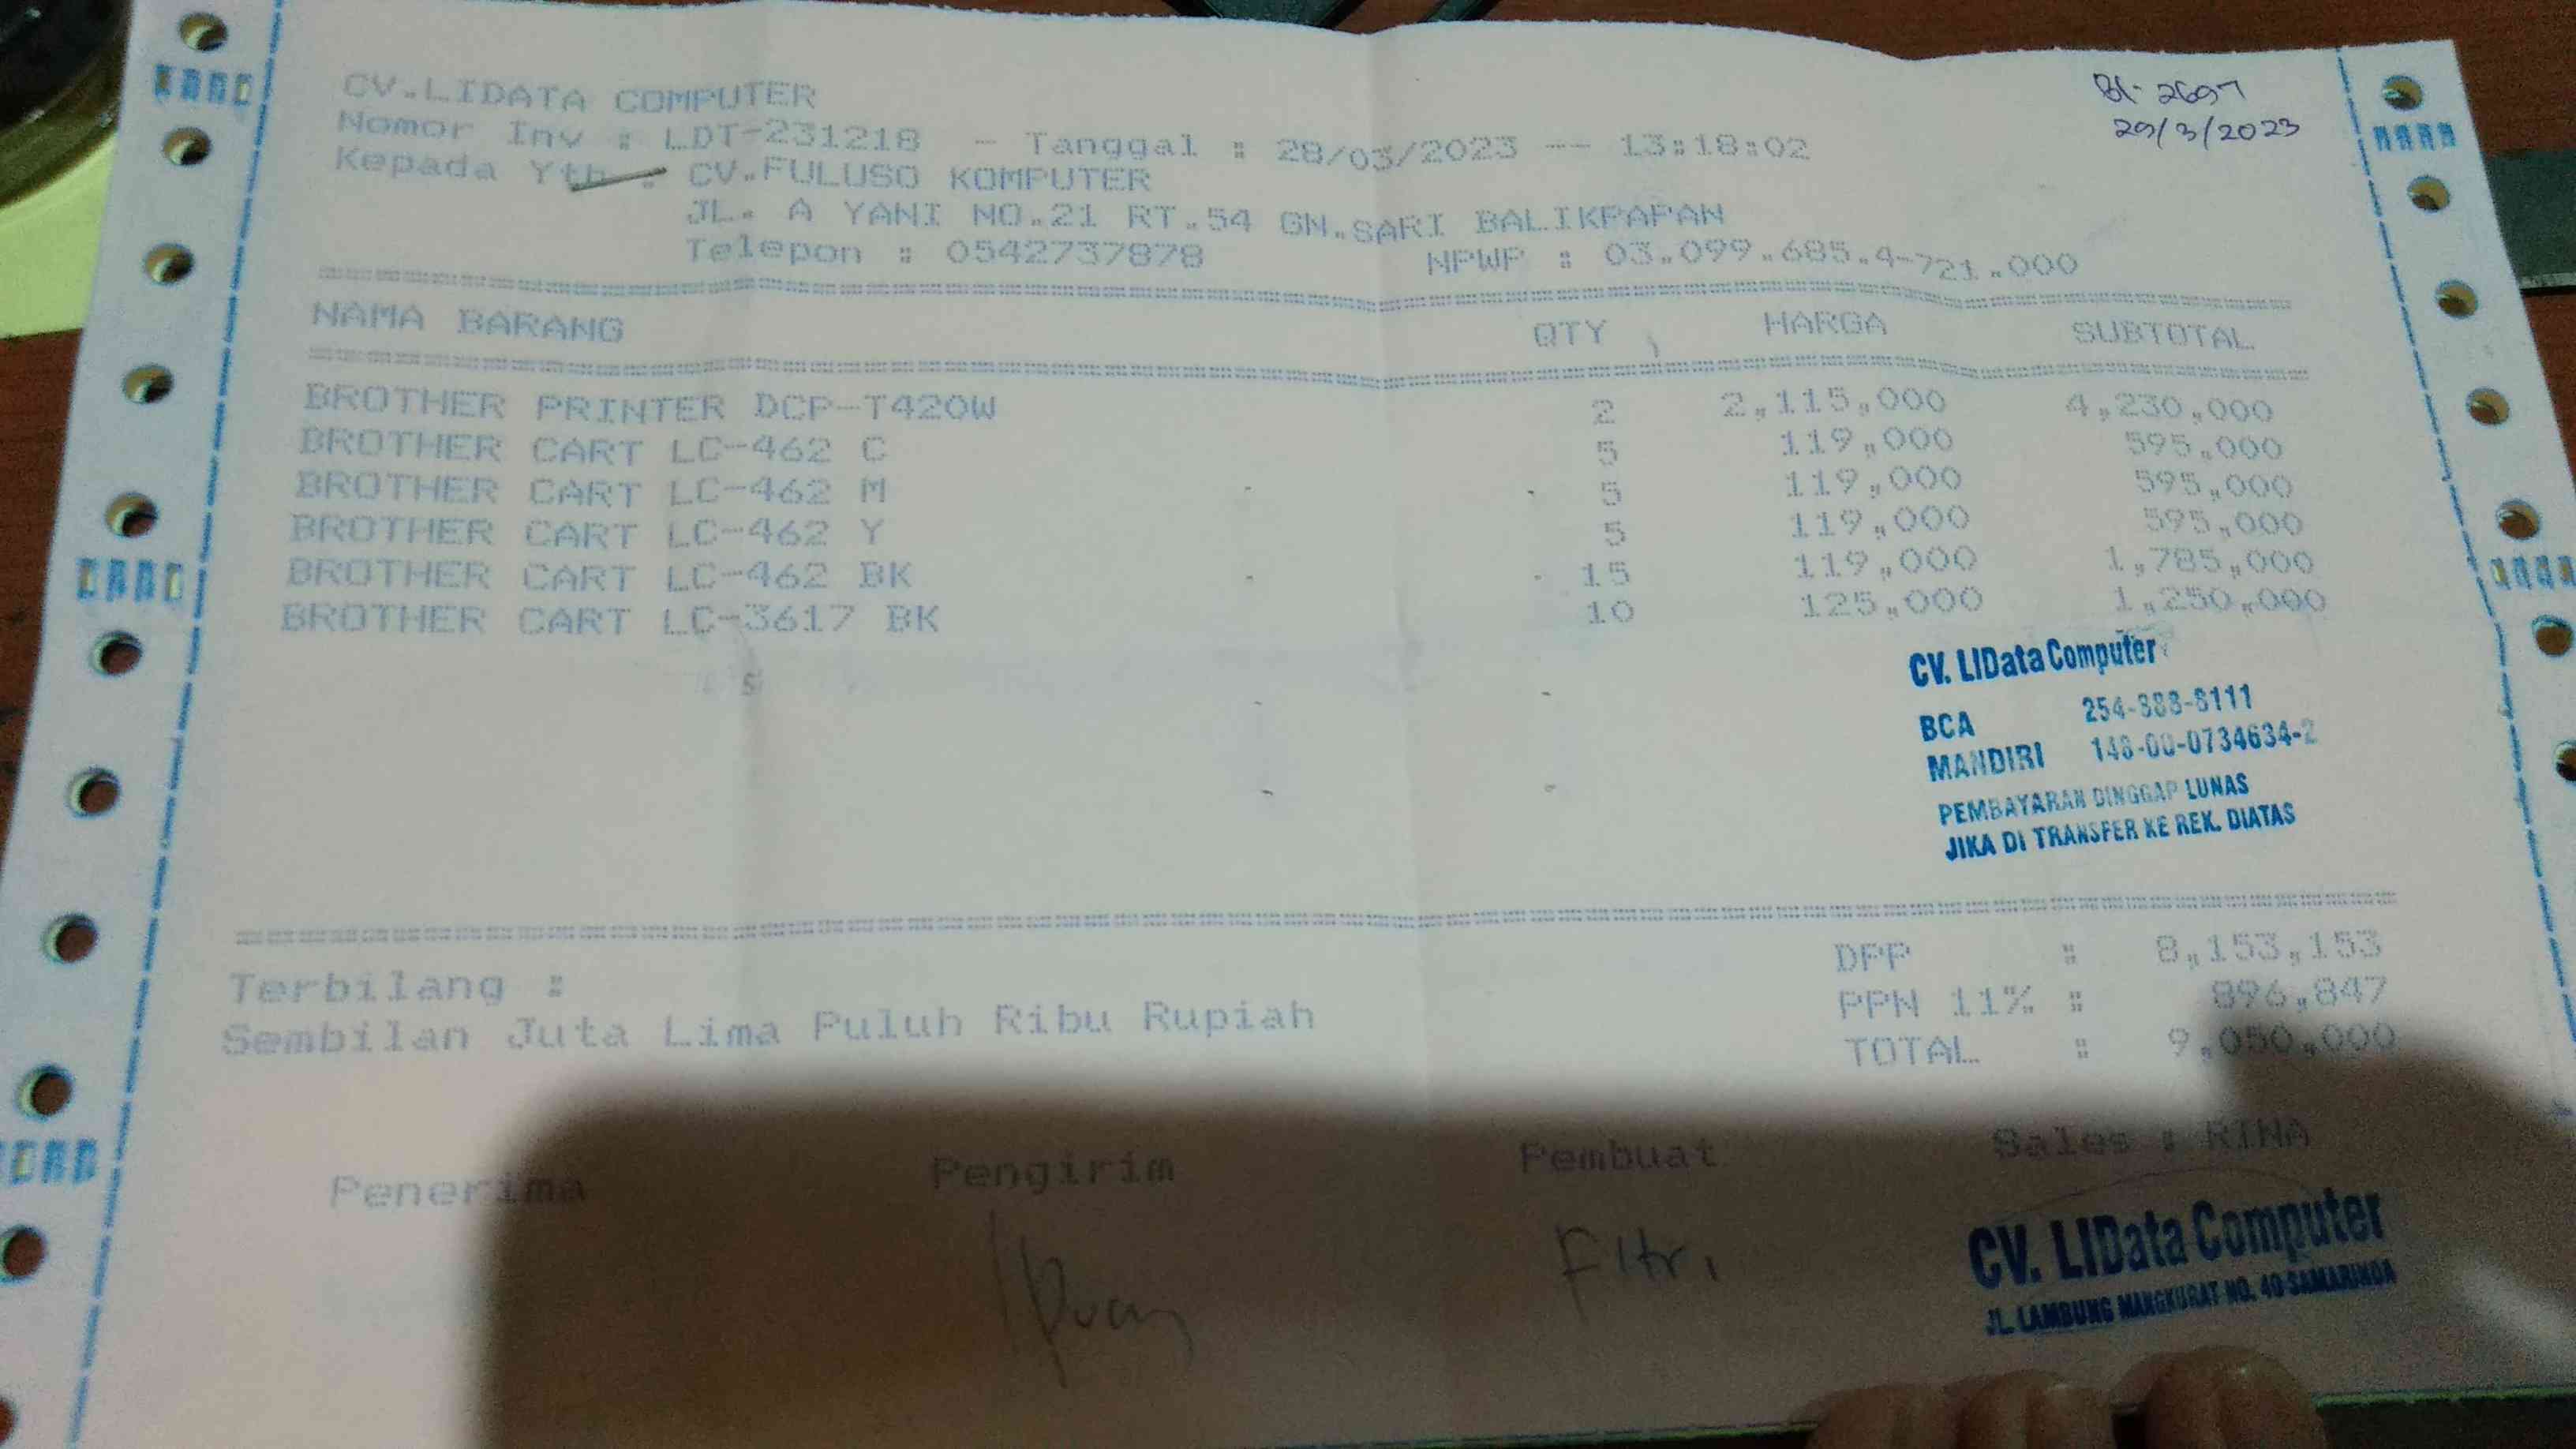 CV.LIDATA COMPUTER
Nomor Inv : LDT-231218 - Tanggal : 28/03/2023 -- 13:18:02
29/3/2023
Kepada Yth : CV.FULUSO KOMPUTER
JL. A YANI NO.21 RT.54 GN.SARI BALIKPAPAN
Telepon : 0542737878 NPWP : 03.099.685.4-721.000
NAMA BARANG QTY HARGA SUBTOTAL
BROTHER PRINTER DCP-T420W 2 2,115,000 4,230,000
BROTHER CART LC-462 C 5 119,000 595,000
BROTHER CART LC-462 M 5 119,000 595,000
BROTHER CART LC-462 Y 5 119,000 595,000
BROTHER CART LC-462 BK 15 119,000 1,785,000
BROTHER CART LC-3617 BK 10 125,000 1,250,000
CV. LIData Computer
BCA 254-888-8111
MANDIRI 148-00-0734634-2
PEMBAYARAN DINGGAP LUNAS
JIKA DI TRANSFER KE REK. DIATAS
DPP : 8,153,153
Terbilang :
PPN 11% : 896,847
Sembilan Juta Lima Puluh Ribu Rupiah
TOTAL : 9,050,000
Penerima Pengirim Pembuat Sales : RINA
Fitri
CV. LIData Computer
JL. LAMBUNG MANGKURAT NO. 40 SAMARINDA